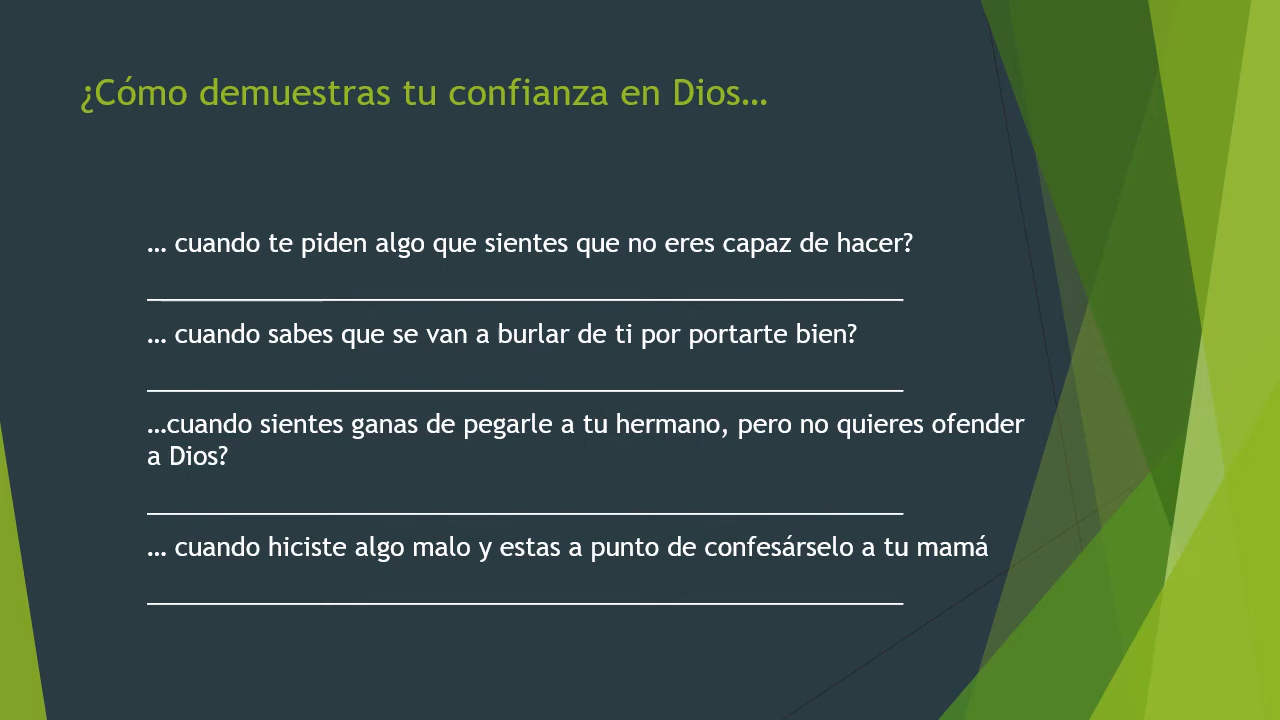 ¿Cómo demuestras tu confianza en Dios…
… cuando te piden algo que sientes que no eres capaz de hacer?
… cuando sabes que se van a burlar de ti por portarte bien?
…cuando sientes ganas de pegarle a tu hermano, pero no quieres ofender
a Dios?
… cuando hiciste algo malo y estas a punto de confesárselo a tu mamá